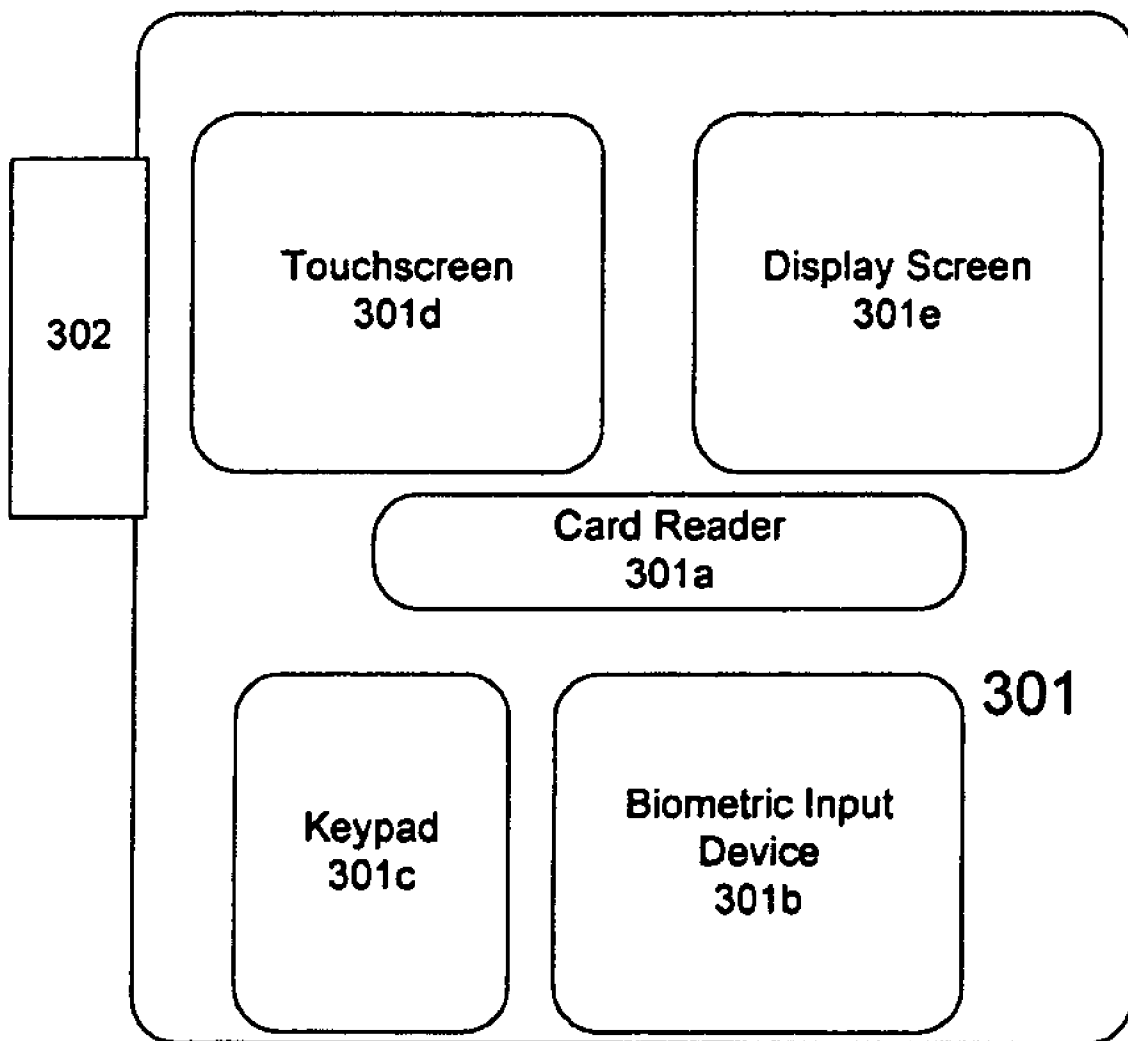 Touchscreen
301d
Display Screen
301e
302
Card Reader
301a
301
Keypad
301c
Biometric Input
Device
301b